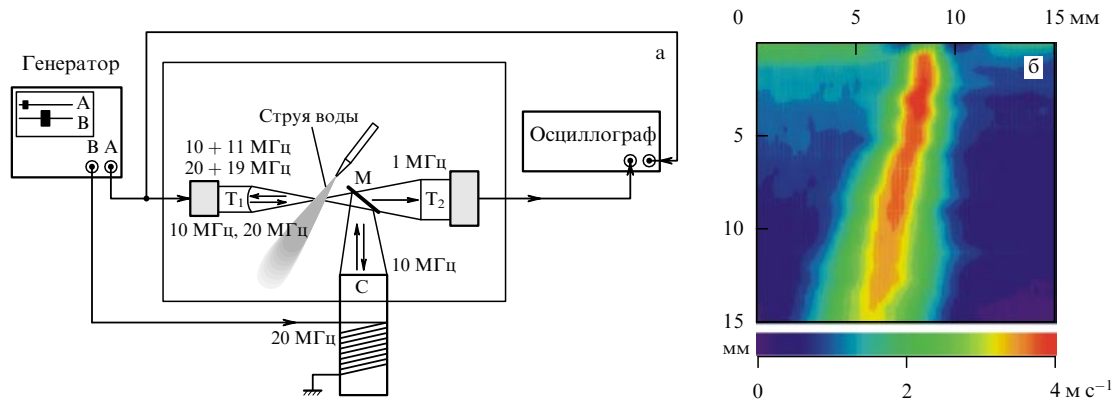 а
Генератор
A
B
B A
Струя воды
10 + 11 МГц
20 + 19 МГц
T₁
10 МГц, 20 МГц
М
1 МГц
T₂
Осциллограф
10 МГц
С
20 МГц
0 5 10 15 мм
б
5
10
15
мм
0 2 4 м с⁻¹